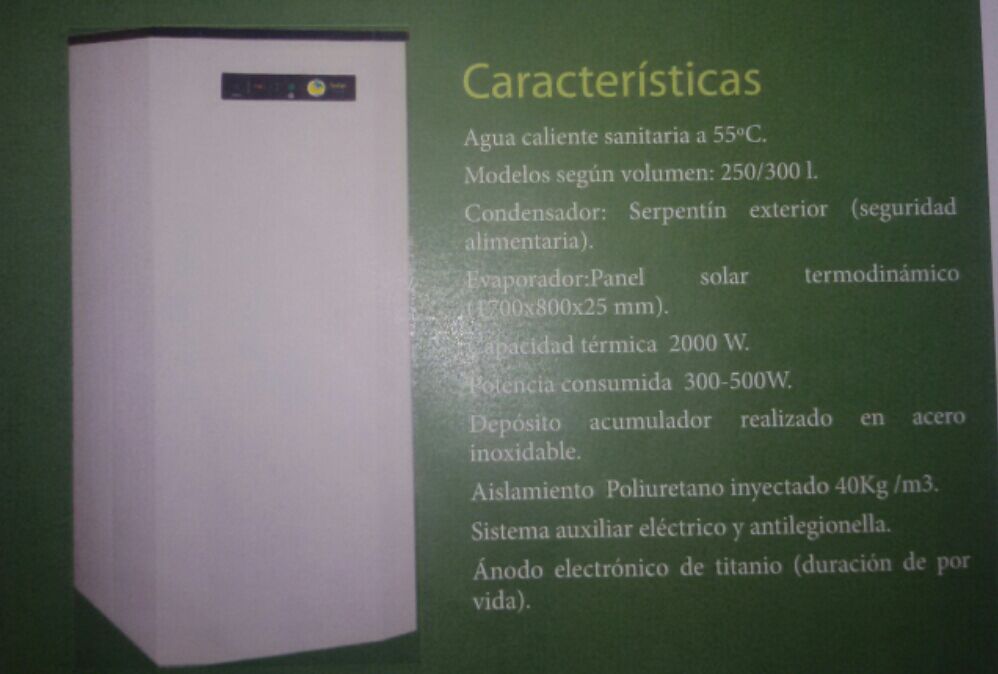 Características
Agua caliente sanitaria a 55ºC.
Modelos según volumen: 250/300 l.
Condensador: Serpentín exterior (seguridad
alimentaria).
Evaporador:Panel solar termodinámico
(1700x800x25 mm).
Capacidad térmica 2000 W.
Potencia consumida 300-500W.
Depósito acumulador realizado en acero
inoxidable.
Aislamiento Poliuretano inyectado 40Kg /m3.
Sistema auxiliar eléctrico y antilegionella.
Ánodo electrónico de titanio (duración de por
vida).